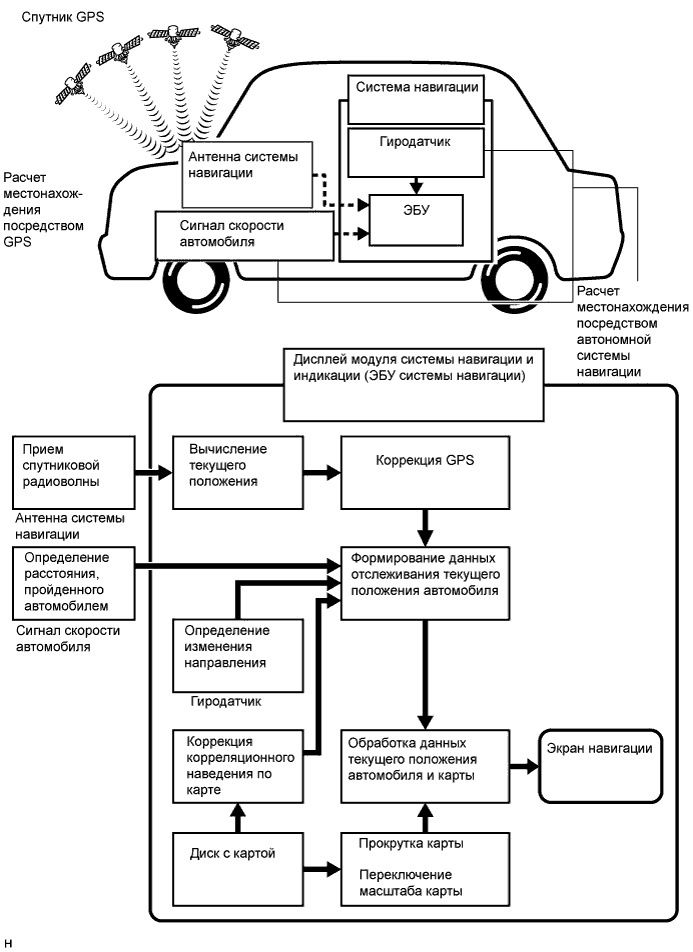 Спутник GPS
Система навигации
Гиродатчик
Антенна системы
навигации
ЭБУ
Сигнал скорости
автомобиля
Расчет
местонахож-
дения
посредством
GPS
Расчет
местонахождения
посредством
автономной
системы
навигации
Дисплей модуля системы навигации и
индикации (ЭБУ системы навигации)
Прием
спутниковой
радиоволны
Антенна системы
навигации
Вычисление
текущего
положения
Коррекция GPS
Определение
расстояния,
пройденного
автомобилем
Сигнал скорости
автомобиля
Формирование данных
отслеживания текущего
положения автомобиля
Определение
изменения
направления
Гиродатчик
Коррекция
корреляционного
наведения по
карте
Обработка данных
текущего положения
автомобиля и карты
Экран навигации
Диск с картой
Прокрутка карты
Переключение
масштаба карты
H